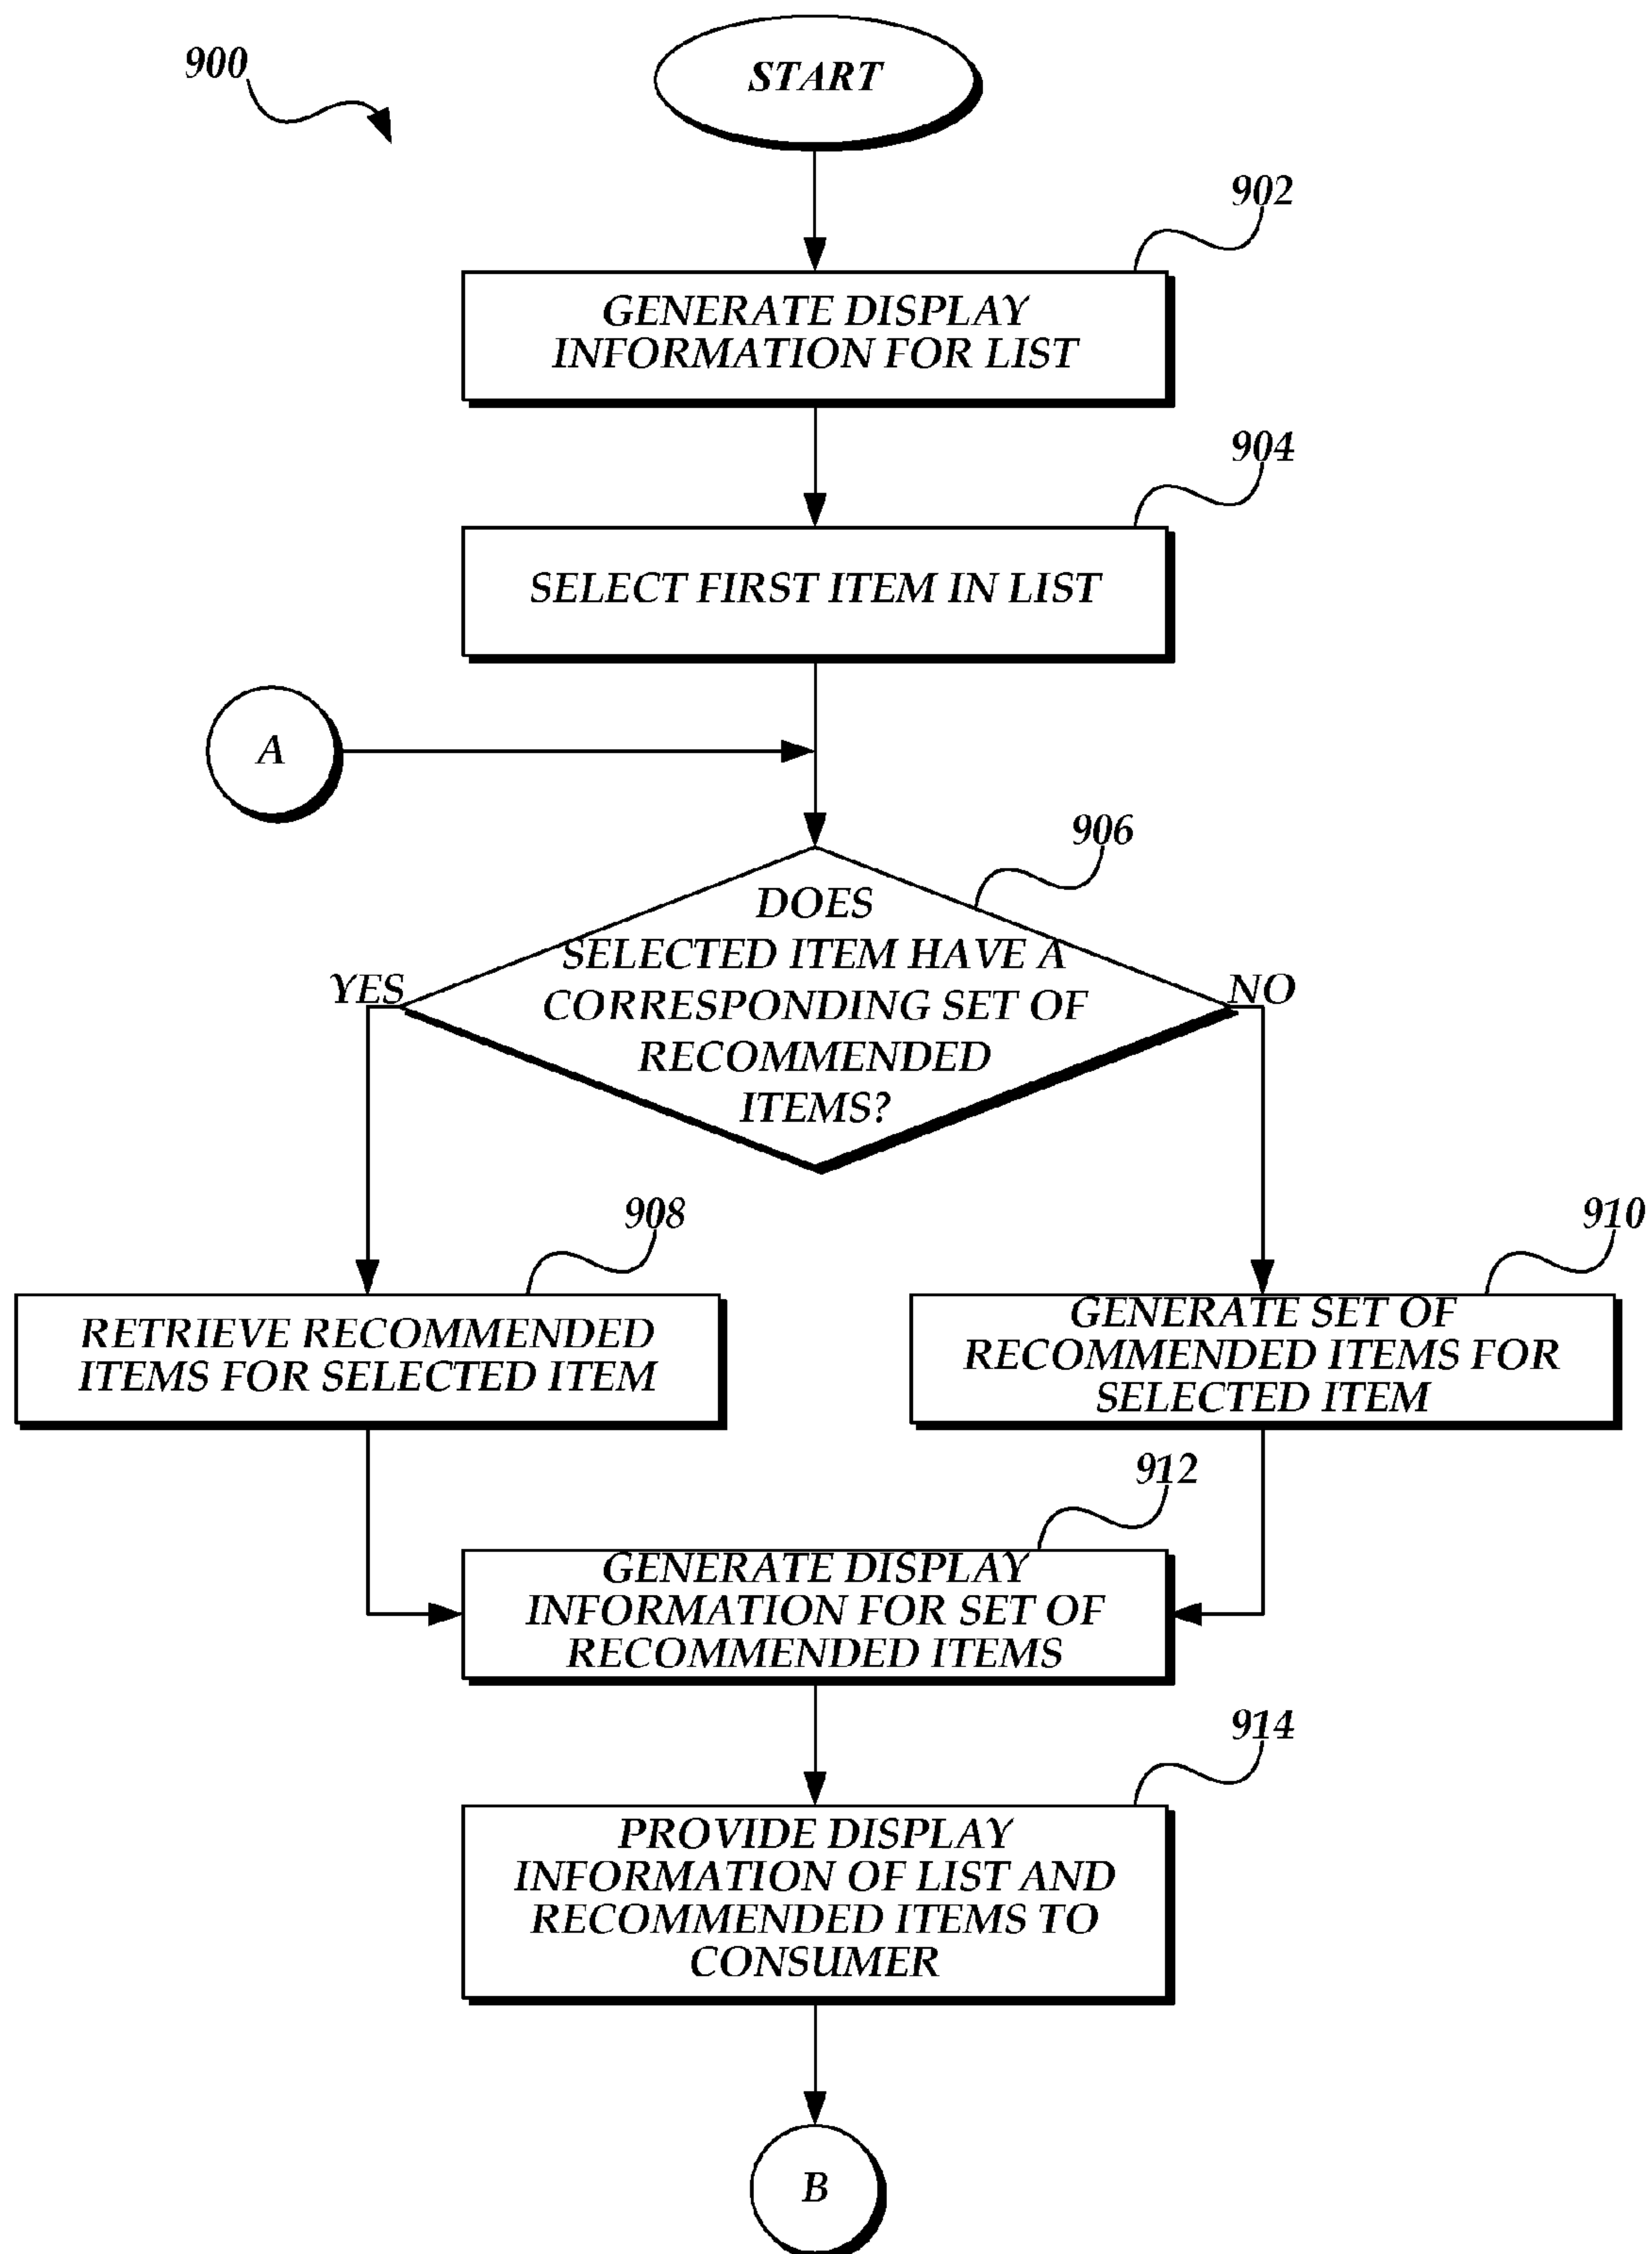 900
START
902
GENERATE DISPLAY
INFORMATION FOR LIST
904
SELECT FIRST ITEM IN LIST
A
906
DOES
SELECTED ITEM HAVE A
CORRESPONDING SET OF
RECOMMENDED
ITEMS?
YES
NO
908
RETRIEVE RECOMMENDED
ITEMS FOR SELECTED ITEM
910
GENERATE SET OF
RECOMMENDED ITEMS FOR
SELECTED ITEM
912
GENERATE DISPLAY
INFORMATION FOR SET OF
RECOMMENDED ITEMS
914
PROVIDE DISPLAY
INFORMATION OF LIST AND
RECOMMENDED ITEMS TO
CONSUMER
B